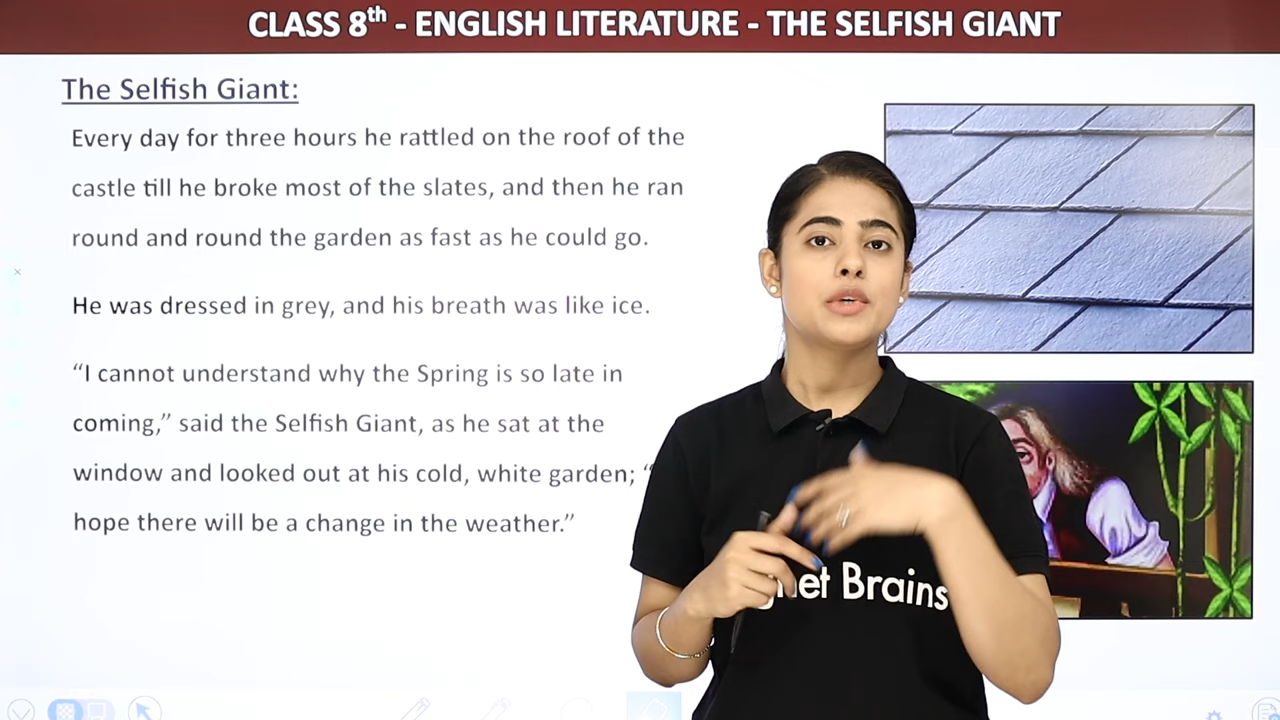 CLASS 8th - ENGLISH LITERATURE - THE SELFISH GIANT
The Selfish Giant:
Every day for three hours he rattled on the roof of the
castle till he broke most of the slates, and then he ran
round and round the garden as fast as he could go.
He was dressed in grey, and his breath was like ice.
“I cannot understand why the Spring is so late in
coming,” said the Selfish Giant, as he sat at the
window and looked out at his cold, white garden; “
hope there will be a change in the weather.”
Brains